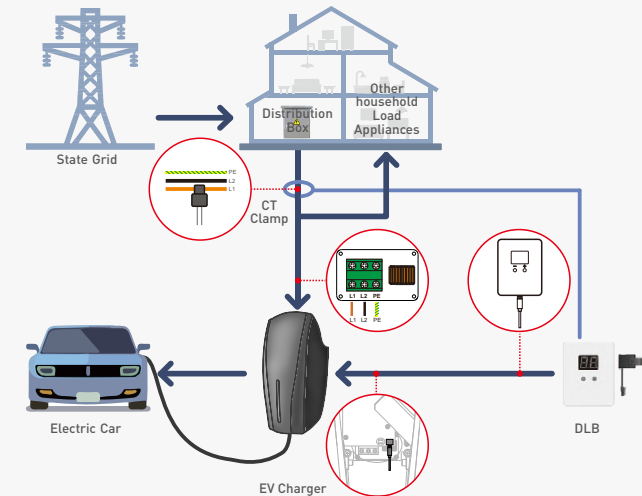 State Grid
Distribution
Box
Other
household
Load
Appliances
PE
L2
L1
CT
Clamp
L1 L2 PE
L1
L2
PE
Electric Car
EV Charger
88
DLB